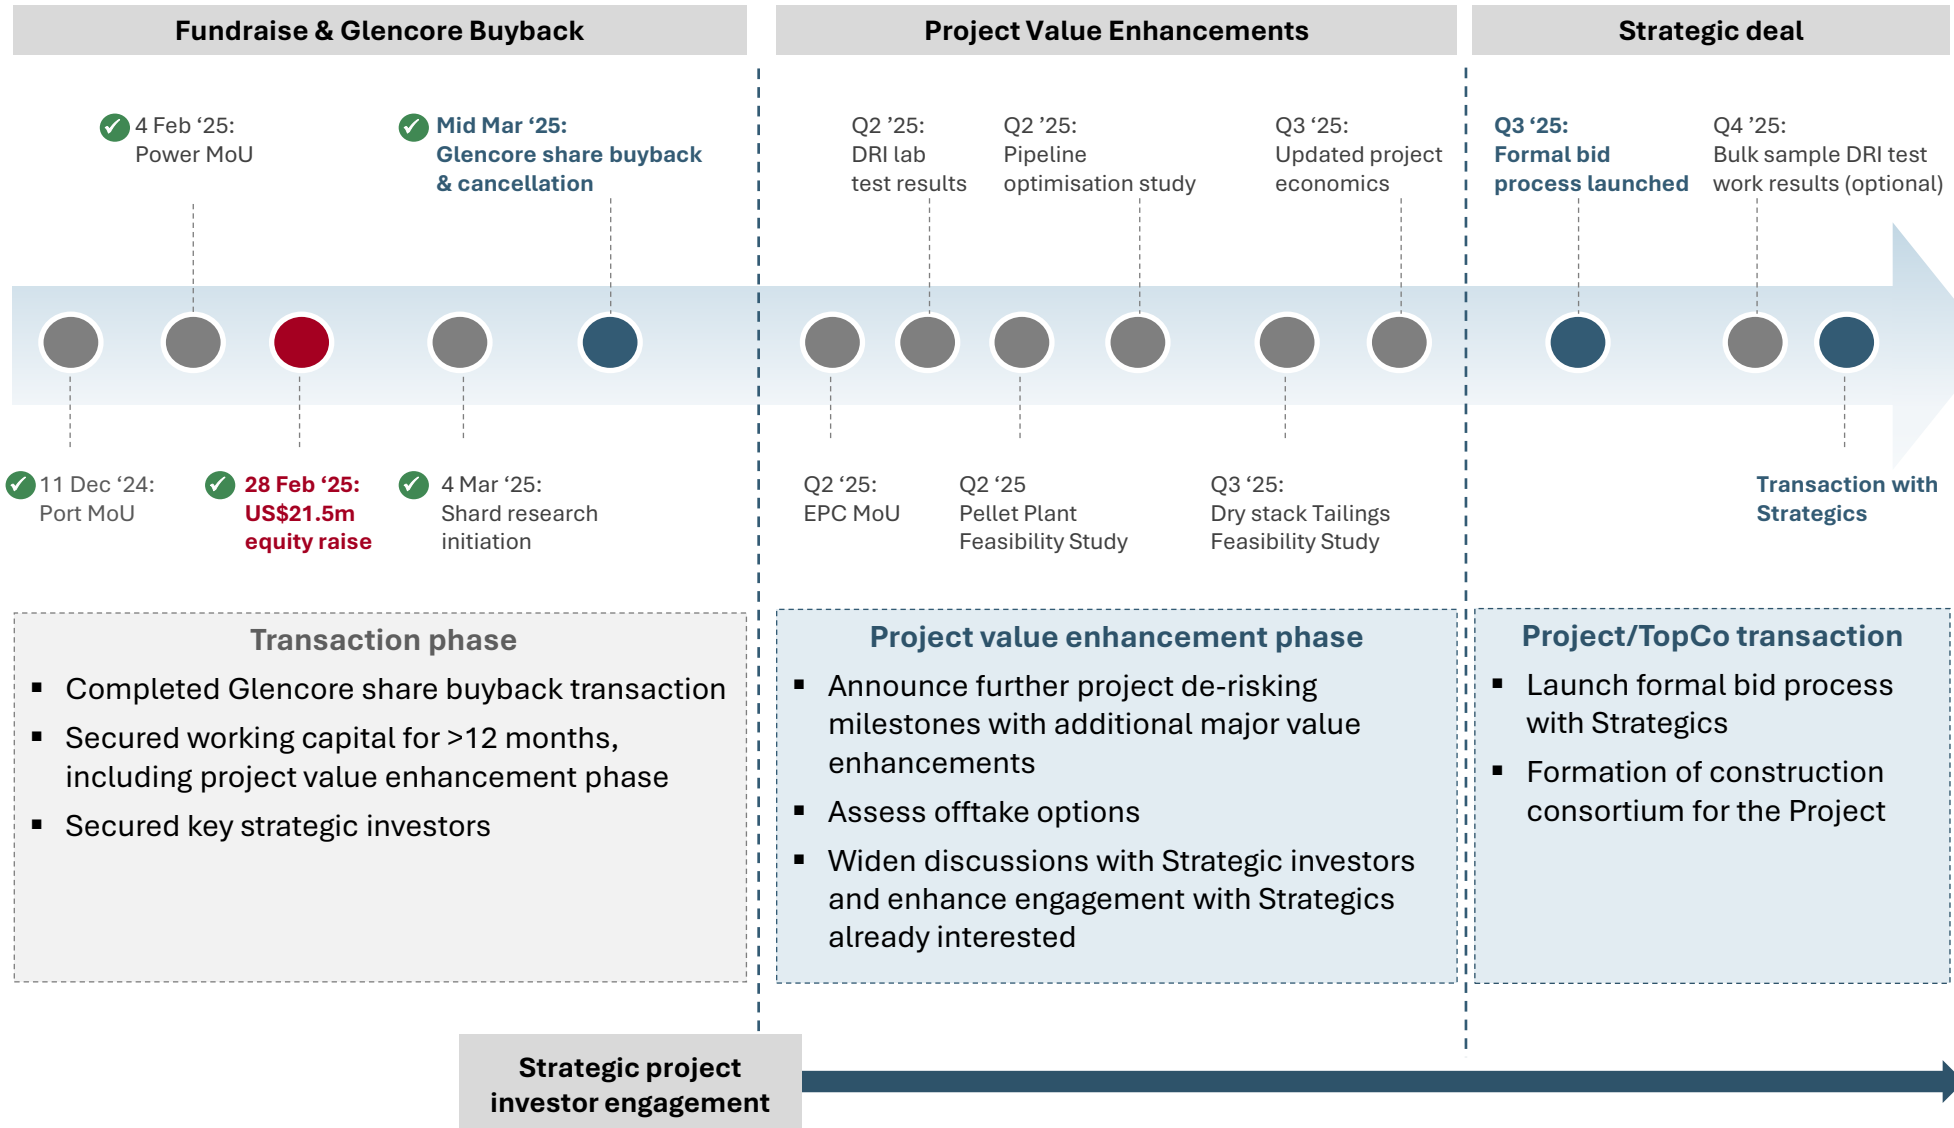 Fundraise & Glencore Buyback
Project Value Enhancements
Strategic deal
4 Feb ‘25:
Power MoU
Mid Mar ‘25:
Glencore share buyback
& cancellation
Q2 ’25:
DRI lab
test results
Q2 ’25:
Pipeline
optimisation study
Q3 ‘25:
Updated project
economics
Q3 ‘25:
Formal bid
process launched
Q4 ’25:
Bulk sample DRI test
work results (optional)
11 Dec ‘24:
Port MoU
28 Feb ‘25:
US$21.5m
equity raise
4 Mar ‘25:
Shard research
initiation
Q2 ‘25:
EPC MoU
Q2 ‘25
Pellet Plant
Feasibility Study
Q3 ‘25:
Dry stack Tailings
Feasibility Study
Transaction with
Strategics
Transaction phase
▪ Completed Glencore share buyback transaction
▪ Secured working capital for >12 months,
including project value enhancement phase
▪ Secured key strategic investors
Project value enhancement phase
▪ Announce further project de-risking
milestones with additional major value
enhancements
▪ Assess offtake options
▪ Widen discussions with Strategic investors
and enhance engagement with Strategics
already interested
Project/TopCo transaction
▪ Launch formal bid process
with Strategics
▪ Formation of construction
consortium for the Project
Strategic project
investor engagement